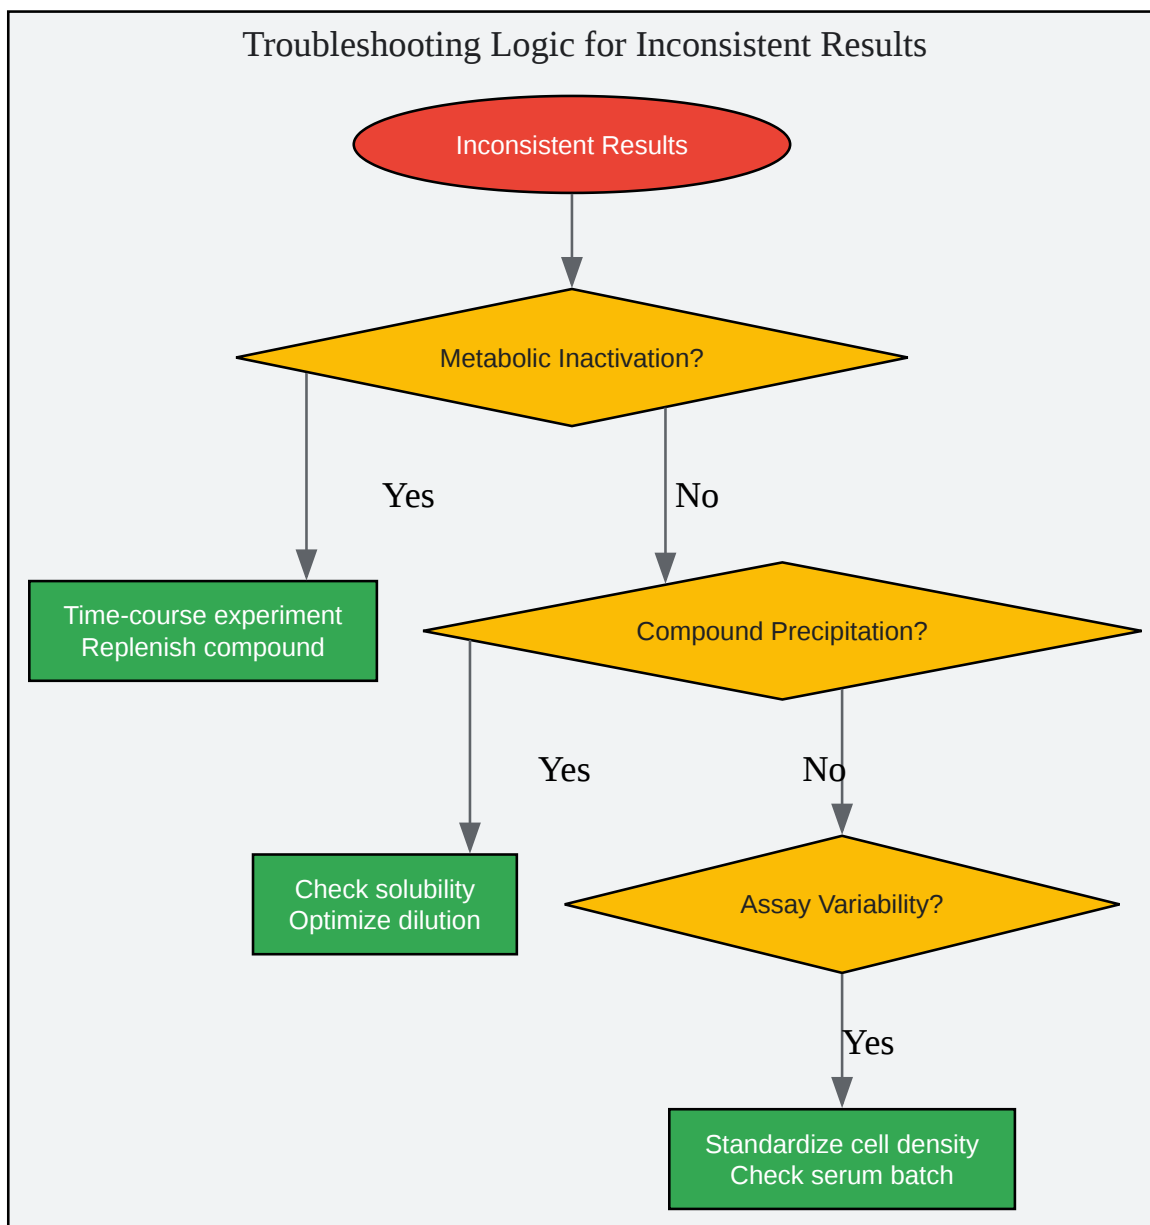 Troubleshooting Logic for Inconsistent Results
Inconsistent Results
Metabolic Inactivation?
Yes
No
Time-course experiment
Replenish compound
Compound Precipitation?
Yes
No
Check solubility
Optimize dilution
Assay Variability?
Yes
Standardize cell density
Check serum batch